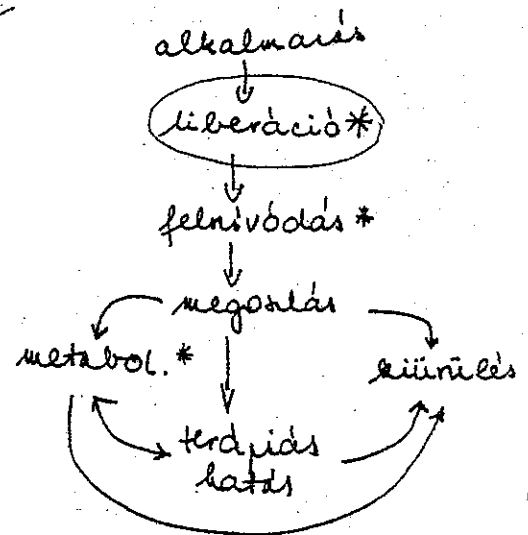 alkalmazás
liberáció*
felszívódás*
megoszlás
metabol.* kiürülés
terápiás
hatás